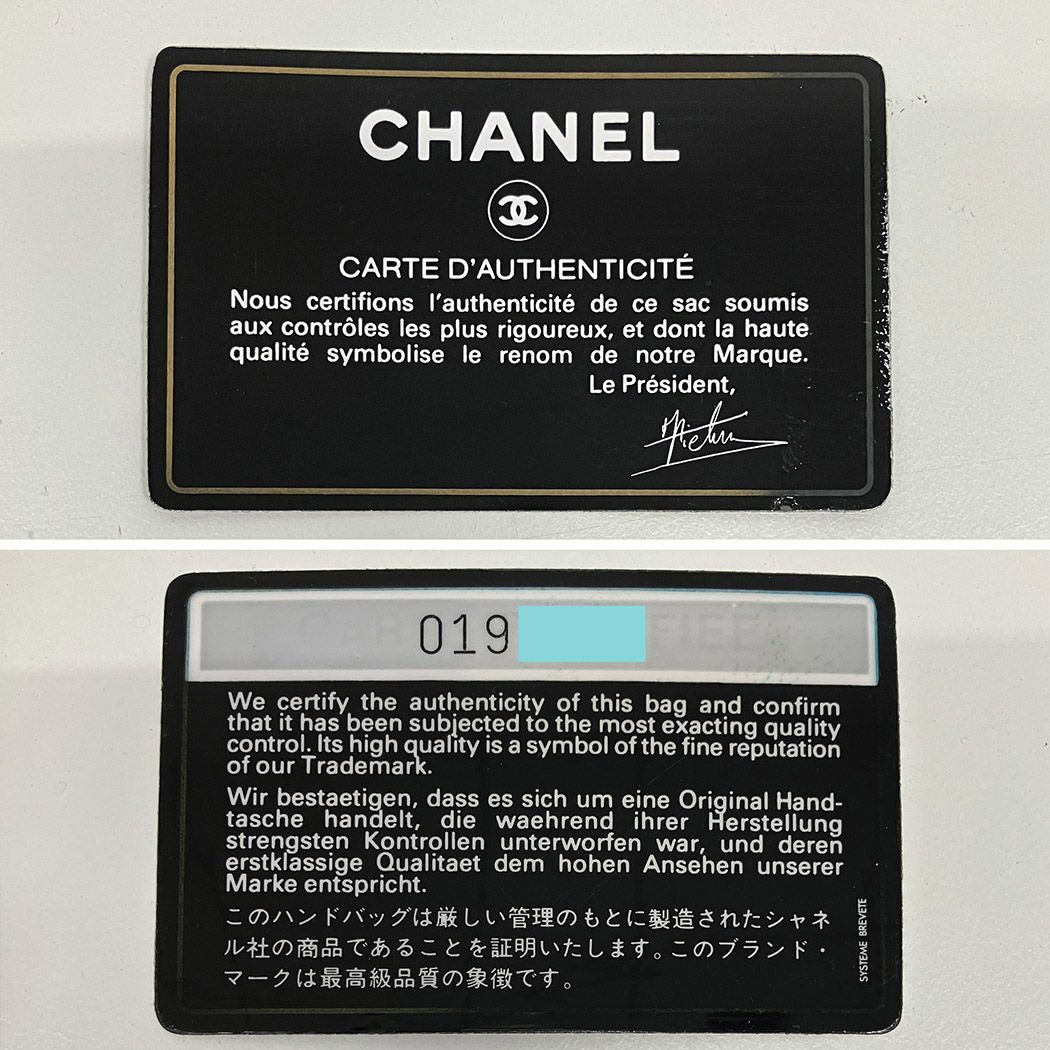 CHANEL
CARTE D'AUTHENTICITÉ
Nous certifions l'authenticité de ce sac soumis
aux contrôles les plus rigoureux, et dont la haute
qualité symbolise le renom de notre Marque.
Le Président,
019
We certify the authenticity of this bag and confirm
that it has been subjected to the most exacting quality
control. Its high quality is a symbol of the fine reputation
of our Trademark.
Wir bestaetigen, dass es sich um eine Original Hand-
tasche handelt, die waehrend ihrer Herstellung
strengsten Kontrollen unterworfen war, und deren
erstklassige Qualitaet dem hohen Ansehen unserer
Marke entspricht.
このハンドバッグは厳しい管理のもとに製造されたシャネ
ル社の商品であることを証明いたします。このブランド・
マークは最高級品質の象徴です。
SYSTEME BREVETE